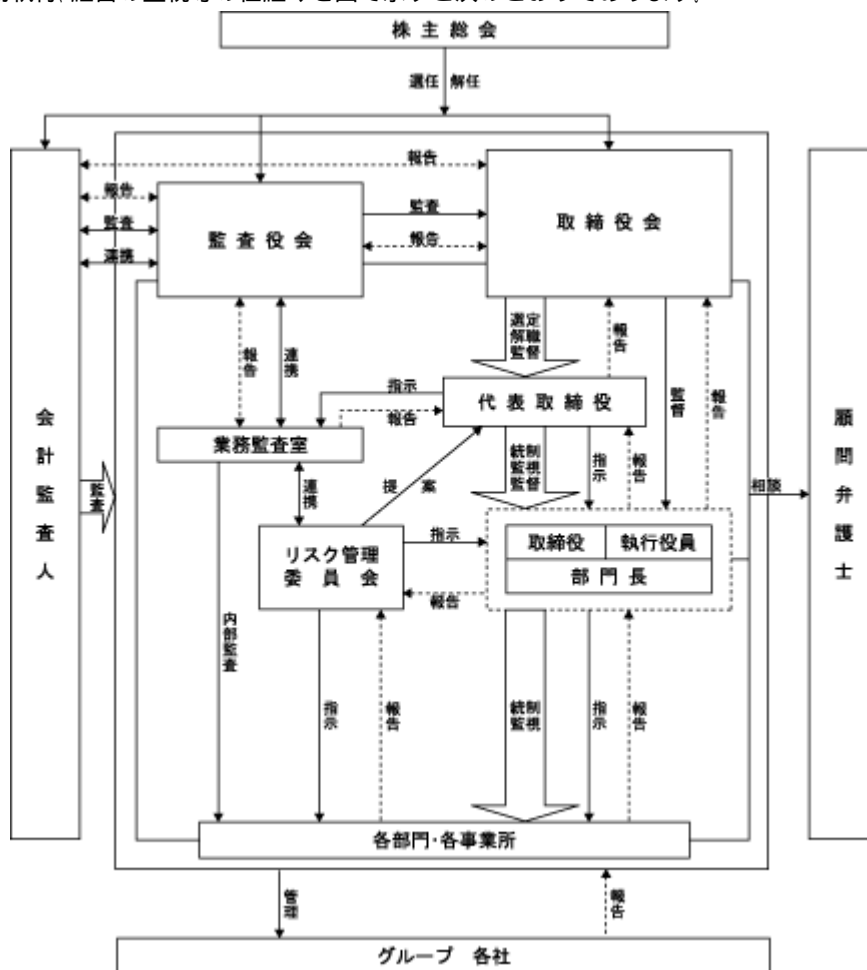 株主総会
選任 解任
報告
報告
監査
連携
監査役会
監査
報告
取締役会
選定
解職
監督
報告
監督
報告
報告
連携
指示
報告
代表取締役
業務監査室
連携
提案
統制
監視
監督
指示
報告
会計監査人
監査
顧問弁護士
相談
リスク管理
委員会
指示
報告
取締役 執行役員
部門長
内部監査
指示
報告
統制
監視
指示
報告
各部門・各事業所
管理
報告
グループ 各社